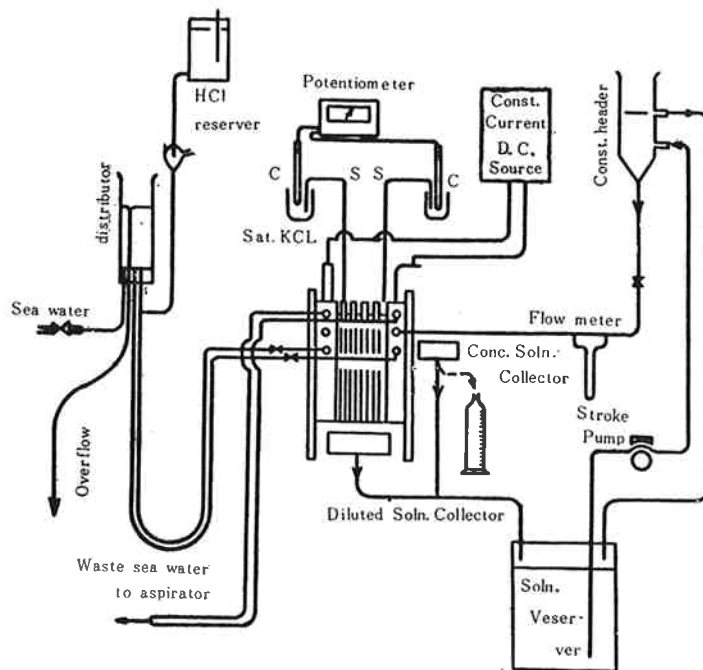 HCl
reserver
Potentiometer
Const.
Current
D.C.
Source
Const. header
distributor
C
S
S
C
Sat. KCL
Sea water
Flow meter
Conc. Soln.
Collector
Stroke
Pump
Overflow
Diluted Soln. Collector
Waste sea water
to aspirator
Soln.
Veser-
ver